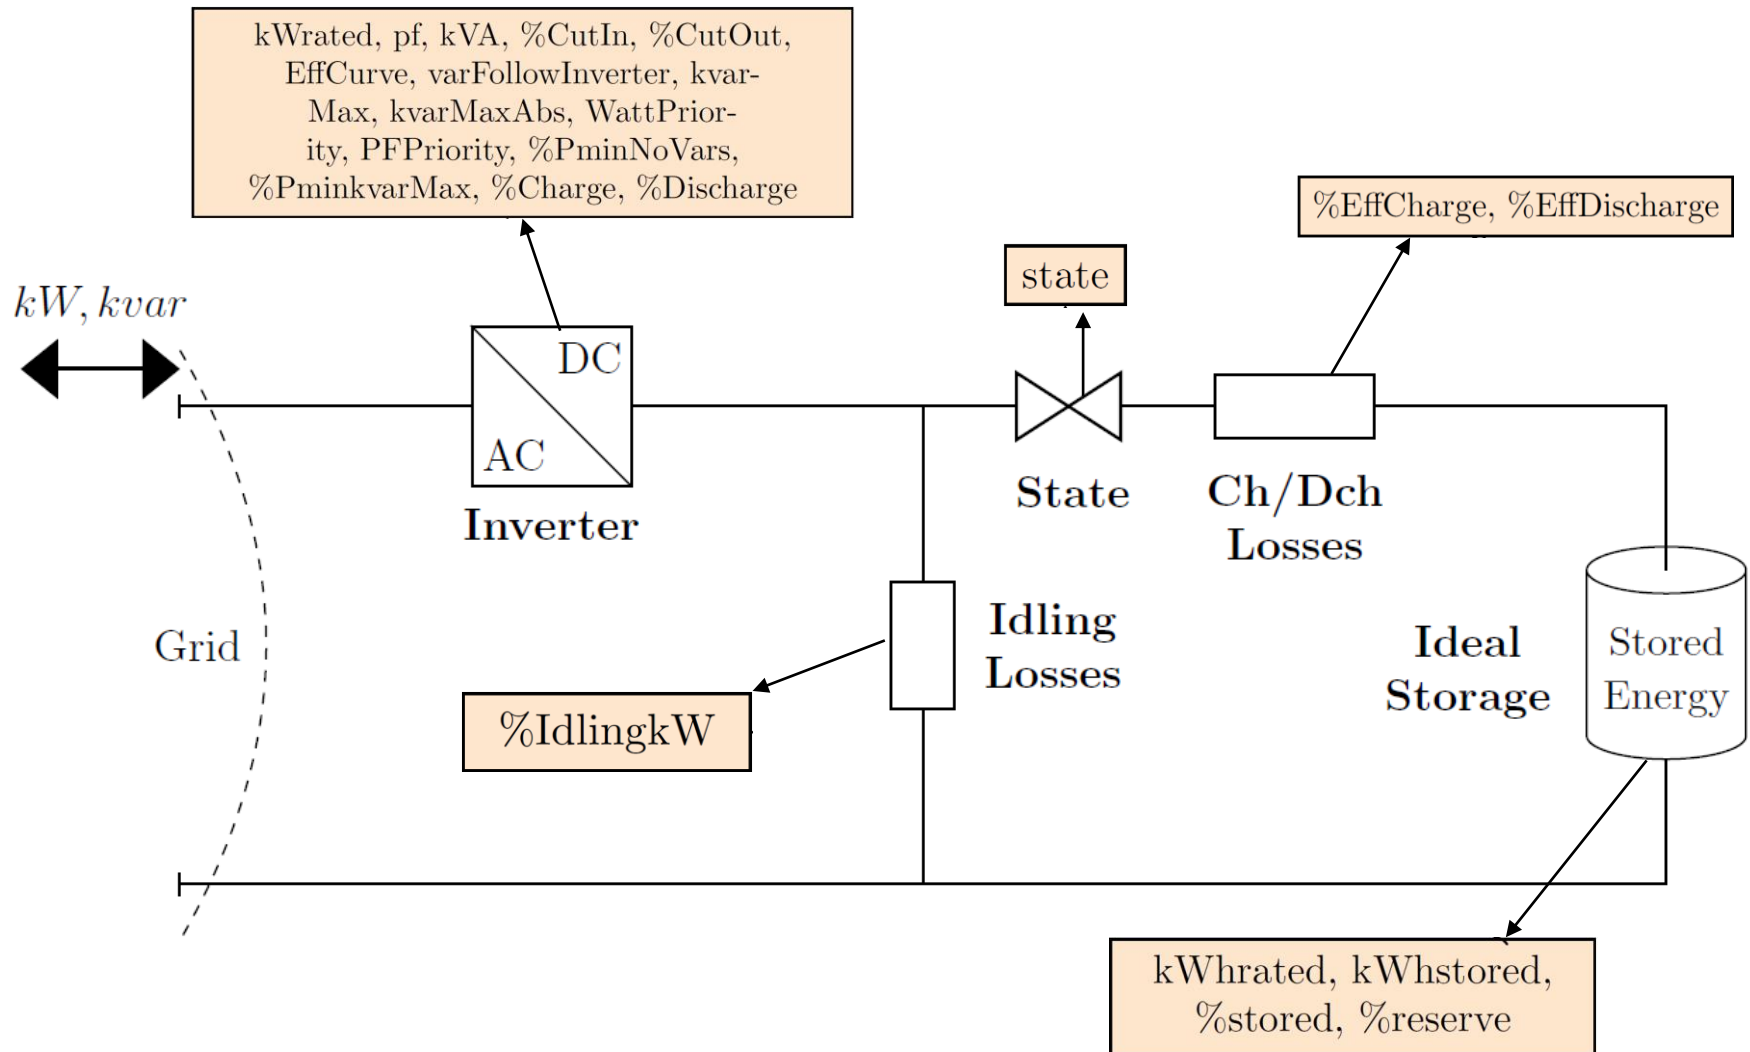 kWrated, pf, kVA, %CutIn, %CutOut,
EffCurve, varFollowInverter, kvar-
Max, kvarMaxAbs, WattPrior-
ity, PFPriority, %PminNoVars,
%PminkvarMax, %Charge, %Discharge
%EffCharge, %EffDischarge
state
kW, kvar
DC
AC
Inverter
State
Ch/Dch
Losses
Grid
Idling
Losses
%IdlingkW
Ideal
Storage
Stored
Energy
kWhrated, kWhstored,
%stored, %reserve